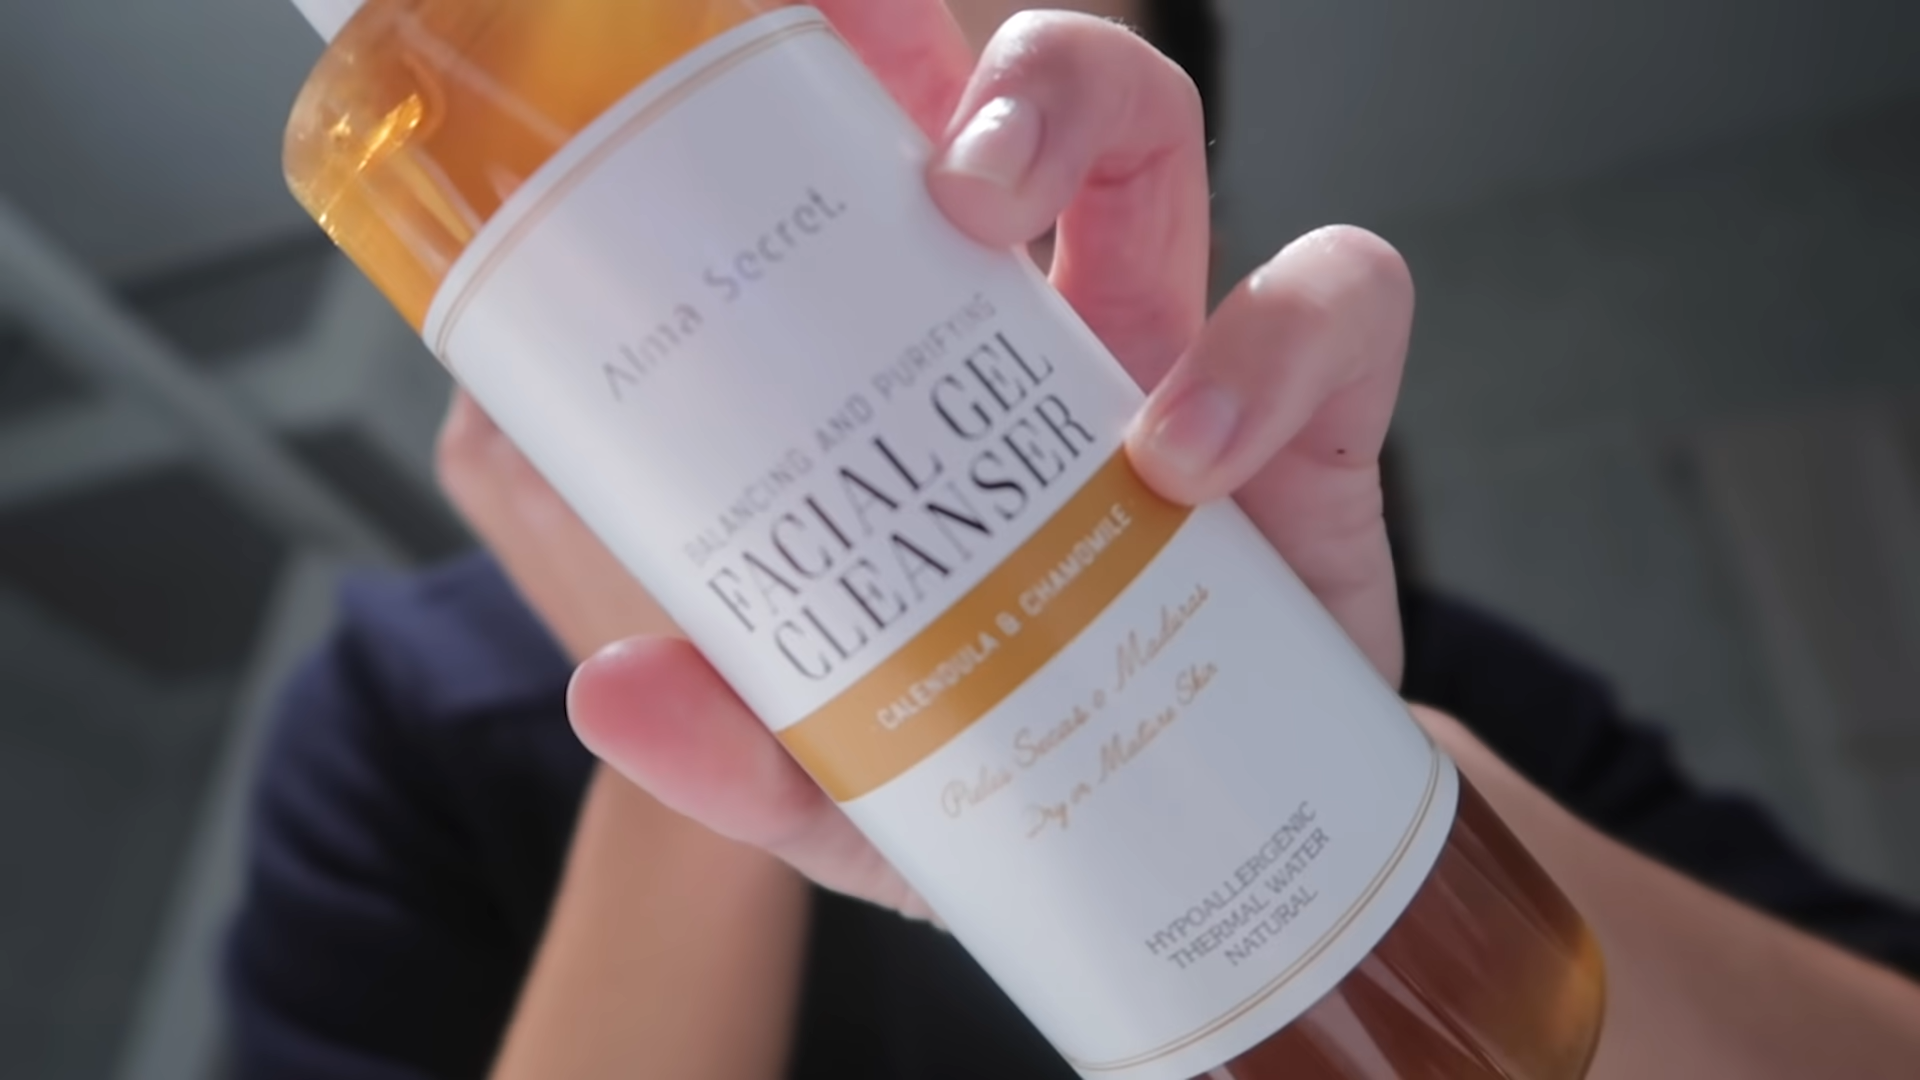 Alma Secret.
BALANCING AND PURIFYING
FACIAL GEL
CLEANSER
· CALENDULA & CHAMOMILE ·
Pieles Secas o Maduras
Dry or Mature Skin
HYPOALLERGENIC
THERMAL WATER
NATURAL